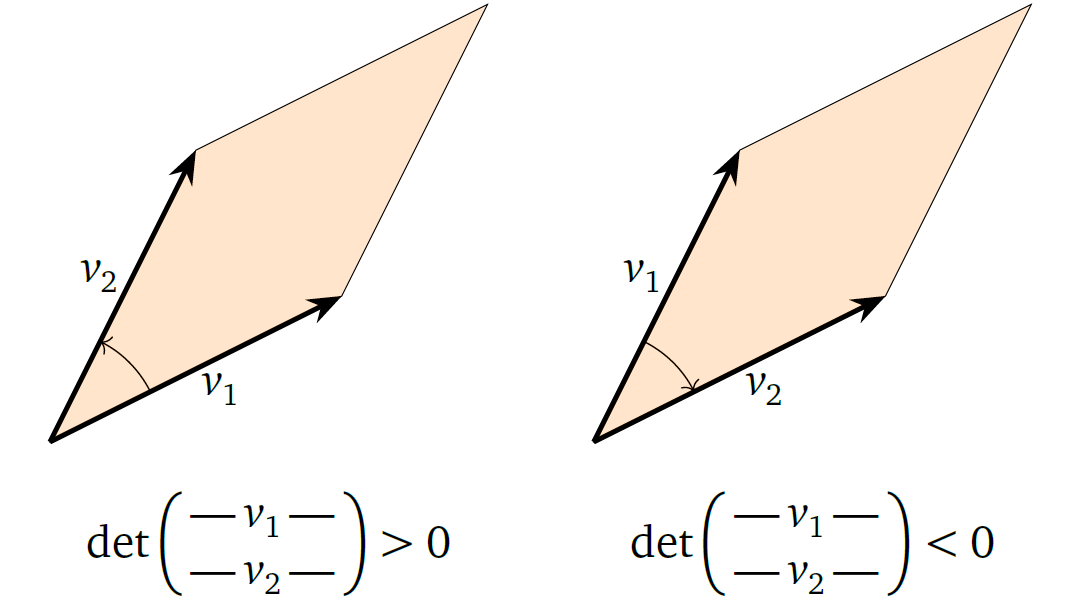 v₂
v₁
v₁
v₂
det(— v₁ —
— v₂ —) > 0
det(— v₁ —
— v₂ —) < 0